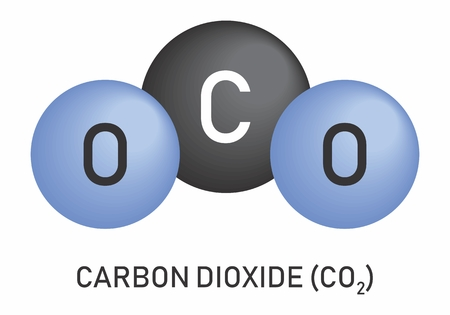 O C O
CARBON DIOXIDE (CO₂)